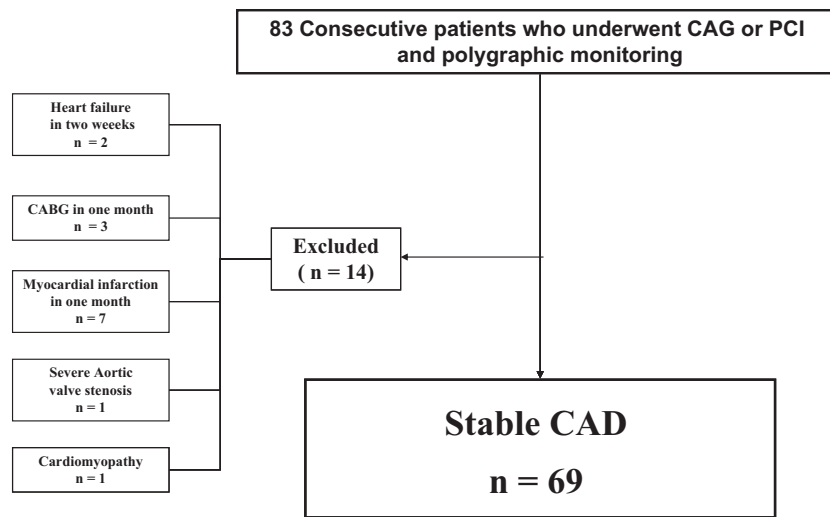 83 Consecutive patients who underwent CAG or PCI
and polygraphic monitoring
Heart failure
in two weeeks
n = 2
CABG in one month
n = 3
Excluded
( n = 14)
Myocardial infarction
in one month
n = 7
Severe Aortic
valve stenosis
n = 1
Cardiomyopathy
n = 1
Stable CAD
n = 69